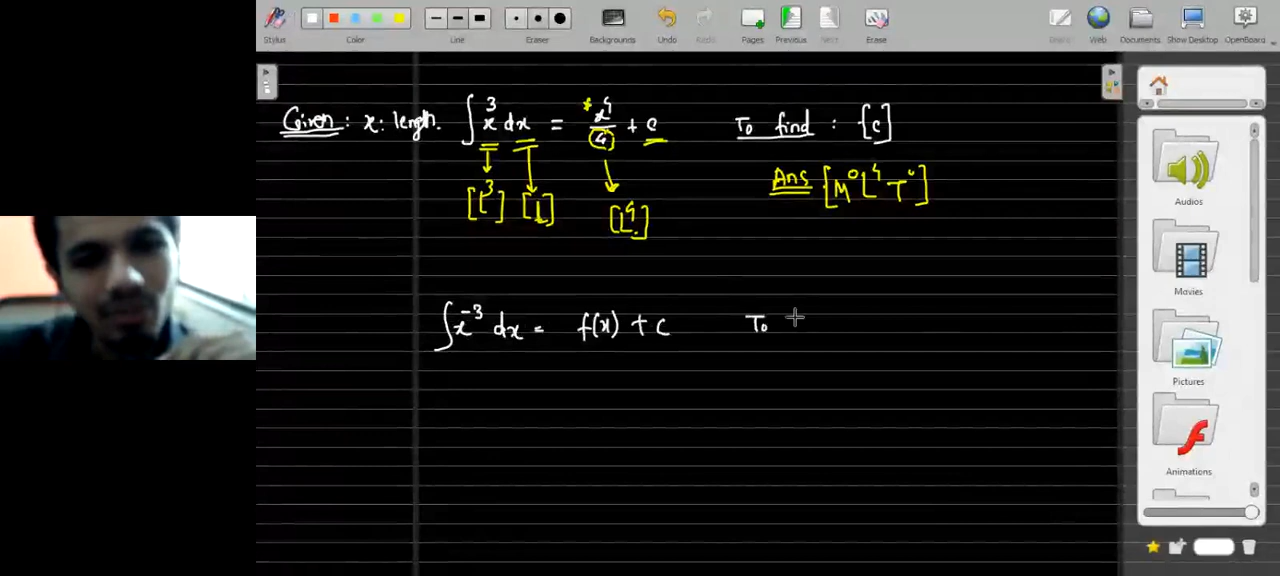 Stylus Color Line Eraser Backgrounds Undo Redo Pages Previous Next Erase Board Web Documents Show Desktop OpenBoard
Given : x : length. ∫ x³ dx = x⁴/4 + c To find : [c]
[L³] [L] [L⁴] Ans [M⁰L⁴T⁰]
∫ x⁻³ dx = f(x) + c To
Audios
Movies
Pictures
Animations